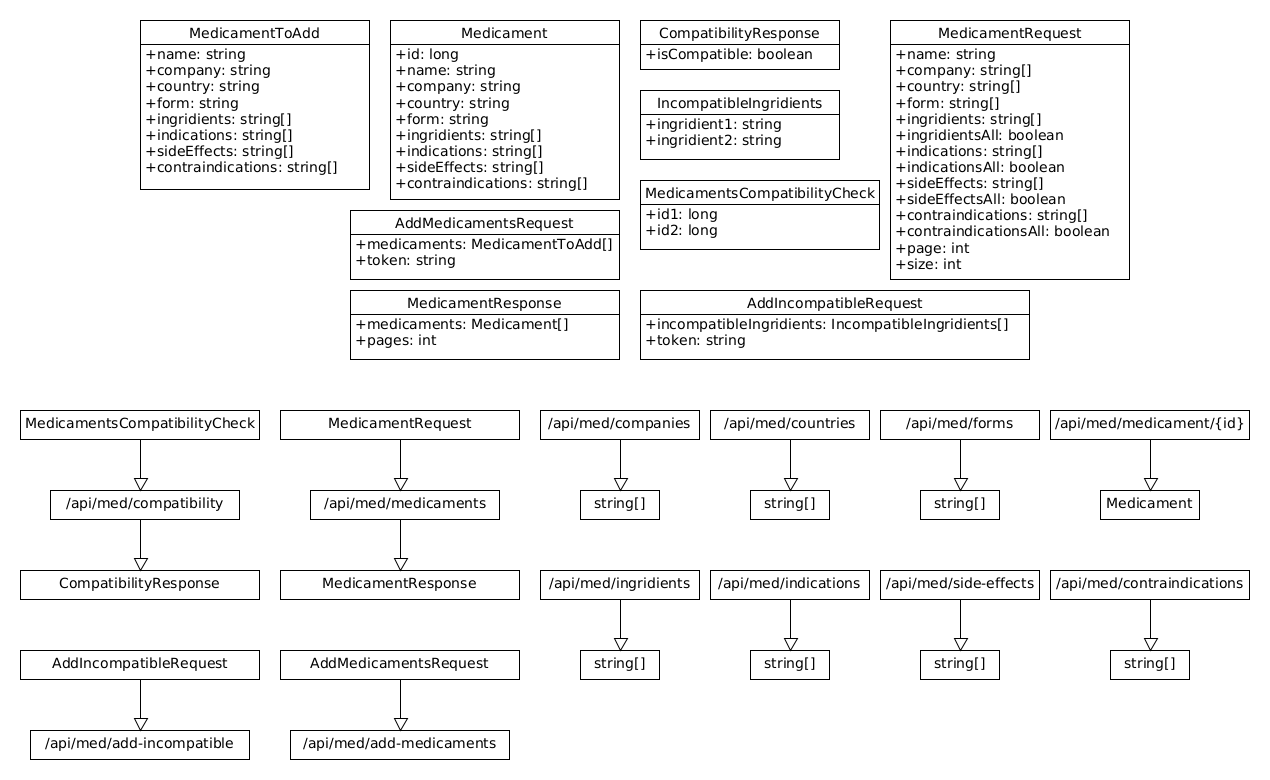 MedicamentToAdd
+name: string
+company: string
+country: string
+form: string
+ingridients: string[]
+indications: string[]
+sideEffects: string[]
+contraindications: string[]
Medicament
+id: long
+name: string
+company: string
+country: string
+form: string
+ingridients: string[]
+indications: string[]
+sideEffects: string[]
+contraindications: string[]
CompatibilityResponse
+isCompatible: boolean
IncompatibleIngridients
+ingridient1: string
+ingridient2: string
MedicamentsCompatibilityCheck
+id1: long
+id2: long
MedicamentRequest
+name: string
+company: string[]
+country: string[]
+form: string[]
+ingridients: string[]
+ingridientsAll: boolean
+indications: string[]
+indicationsAll: boolean
+sideEffects: string[]
+sideEffectsAll: boolean
+contraindications: string[]
+contraindicationsAll: boolean
+page: int
+size: int
AddMedicamentsRequest
+medicaments: MedicamentToAdd[]
+token: string
MedicamentResponse
+medicaments: Medicament[]
+pages: int
AddIncompatibleRequest
+incompatibleIngridients: IncompatibleIngridients[]
+token: string
MedicamentsCompatibilityCheck
MedicamentRequest
/api/med/companies
/api/med/countries
/api/med/forms
/api/med/medicament/{id}
/api/med/compatibility
/api/med/medicaments
string[]
string[]
string[]
Medicament
CompatibilityResponse
MedicamentResponse
/api/med/ingridients
/api/med/indications
/api/med/side-effects
/api/med/contraindications
AddIncompatibleRequest
AddMedicamentsRequest
string[]
string[]
string[]
string[]
/api/med/add-incompatible
/api/med/add-medicaments